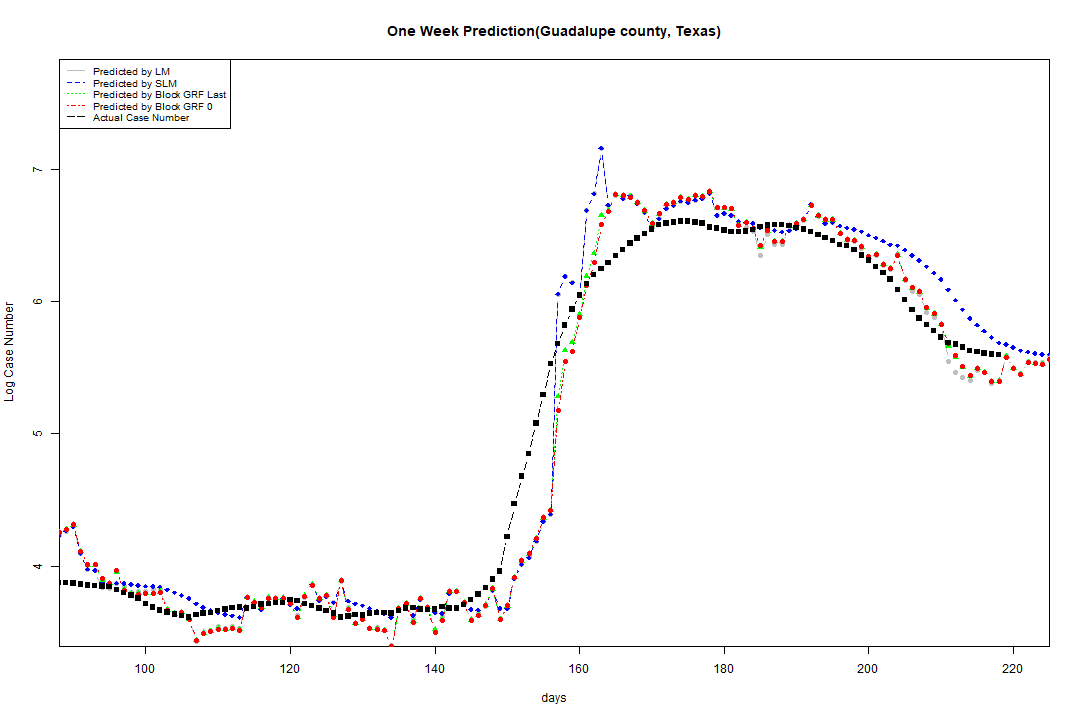 One Week Prediction(Guadalupe county, Texas)
Predicted by LM
Predicted by SLM
Predicted by Block GRF Last
Predicted by Block GRF 0
Actual Case Number
Log Case Number
7
6
5
4
100 120 140 160 180 200 220
days